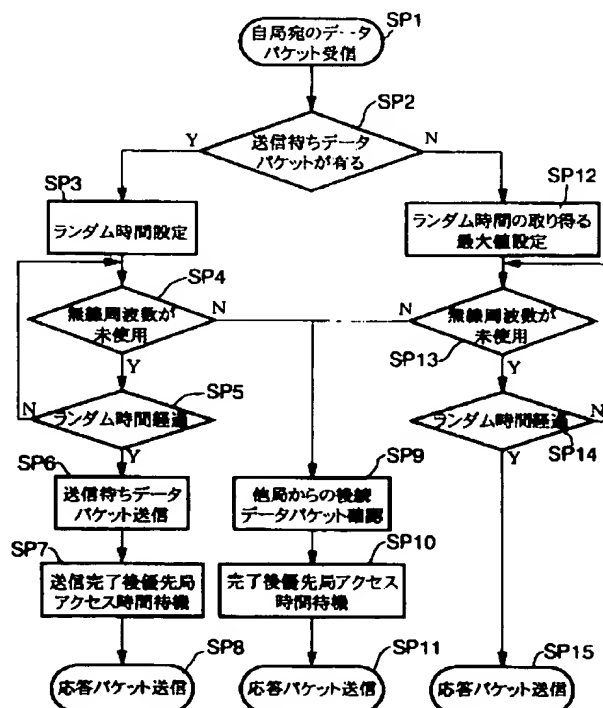 SP1
自局宛のデータ
パケット受信
SP2
送信待ちデータ
パケットが有る
Y
N
SP3
ランダム時間設定
SP12
ランダム時間の取り得る
最大値設定
SP4
無線周波数が
未使用
N
Y
N
無線周波数が
未使用
SP13
Y
SP5
ランダム時間経過
N
Y
ランダム時間経過
N
SP14
Y
SP6
送信待ちデータ
パケット送信
SP9
他局からの後続
データパケット確認
SP7
送信完了後優先局
アクセス時間待機
SP10
完了後優先局アクセス
時間待機
SP8
応答パケット送信
SP11
応答パケット送信
SP15
応答パケット送信